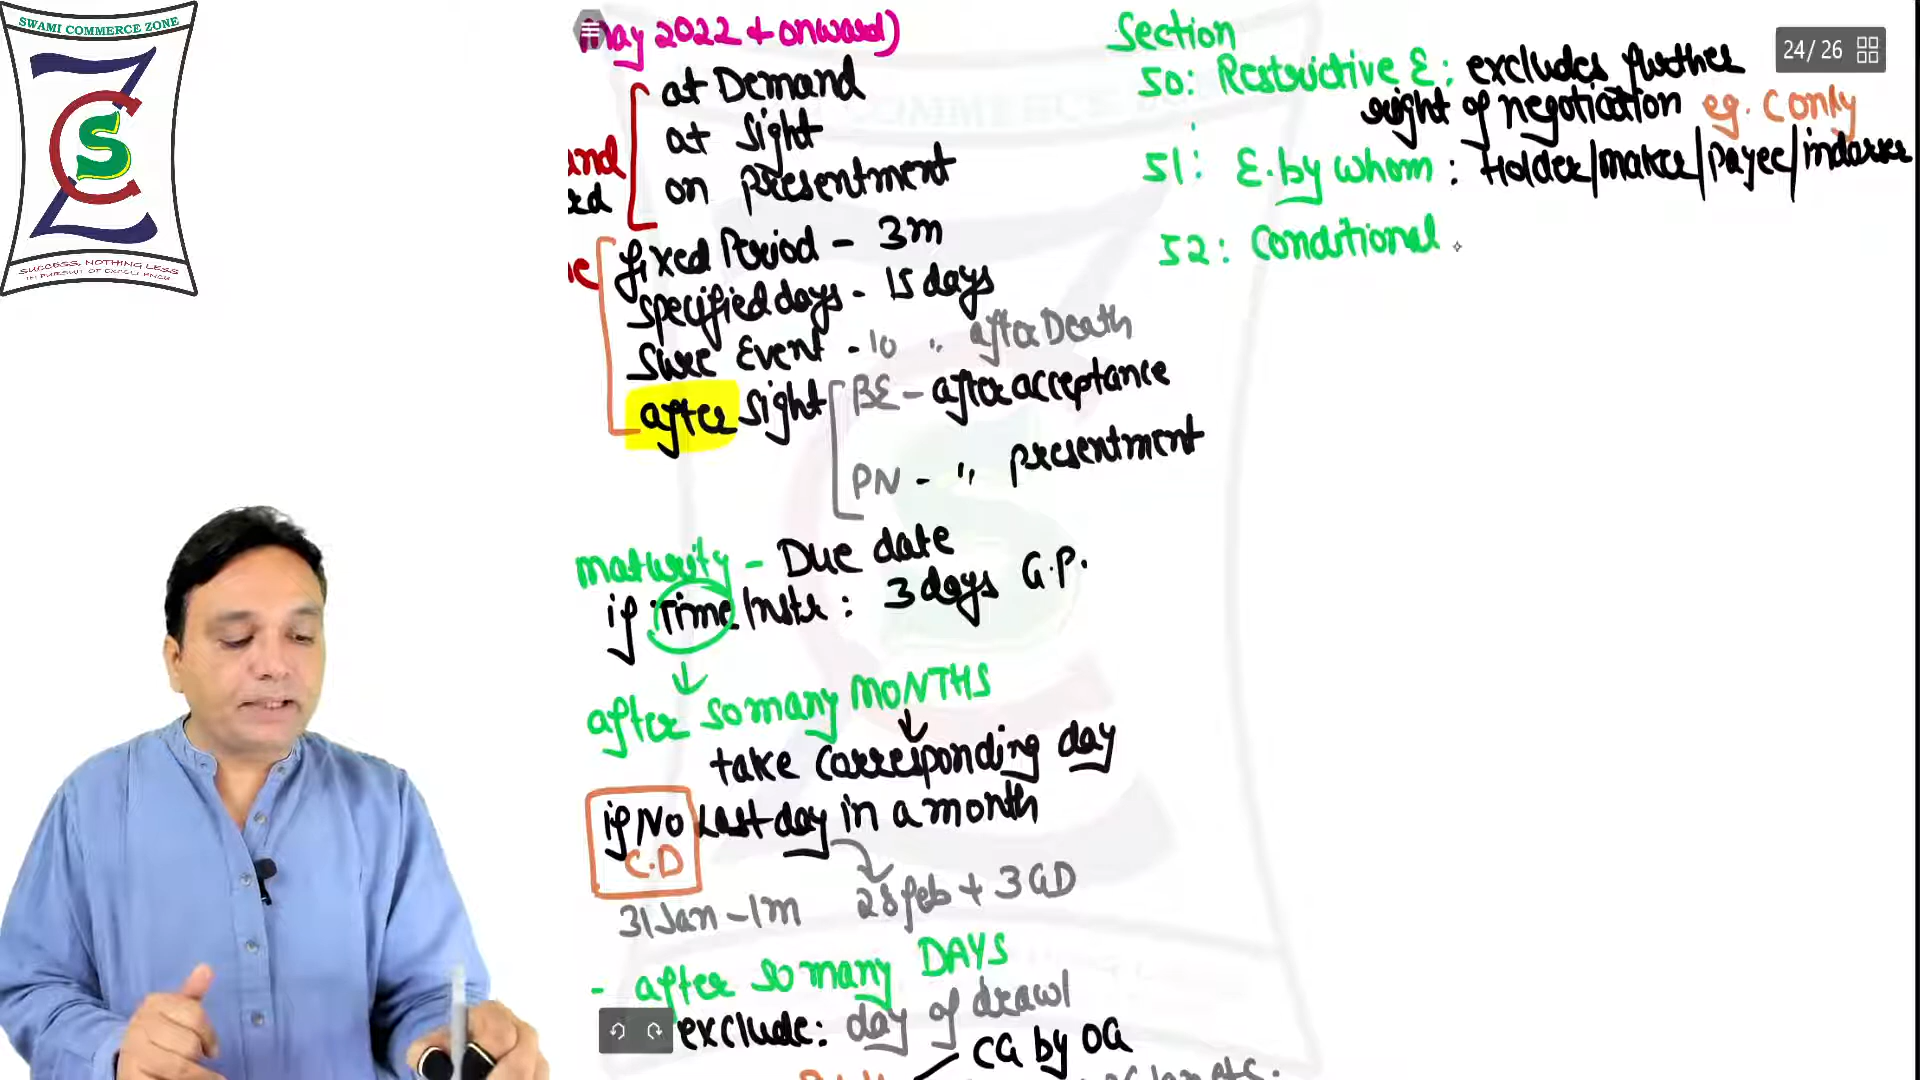 SWAMI COMMERCE ZONE
S
SUCCESS, NOTHING LESS
May 2022 & onward)
at Demand
at sight
on presentment
fixed Period - 3m
specified days - 15 days
Sure Event - 10 " after Death
after sight
BE - after acceptance
PN - " presentment
maturity - Due date
if Time Instr : 3 days G.P.
after so many MONTHS
take corresponding day
if No Last day in a month
C.D
31 Jan - 1m 28 feb + 3 GD
- after so many DAYS
exclude: day of drawl
CG by OG
Section
50: Restrictive E: excludes further
right of negotiation eg. C only
51: E. by whom : Holder/maker/Payee/indorser
52: Conditional
24/26